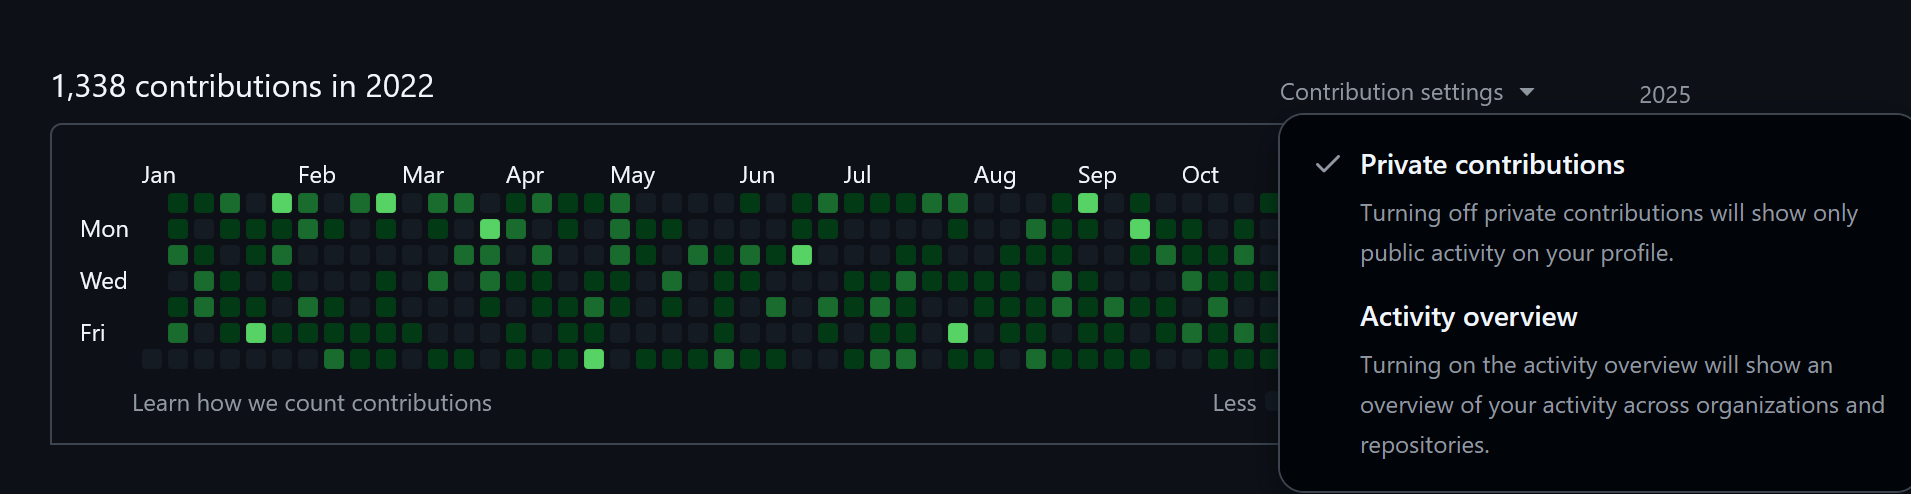 1,338 contributions in 2022
Contribution settings
2025
Jan Feb Mar Apr May Jun Jul Aug Sep Oct
Mon
Wed
Fri
Learn how we count contributions
Less
Private contributions
Turning off private contributions will show only
public activity on your profile.
Activity overview
Turning on the activity overview will show an
overview of your activity across organizations and
repositories.